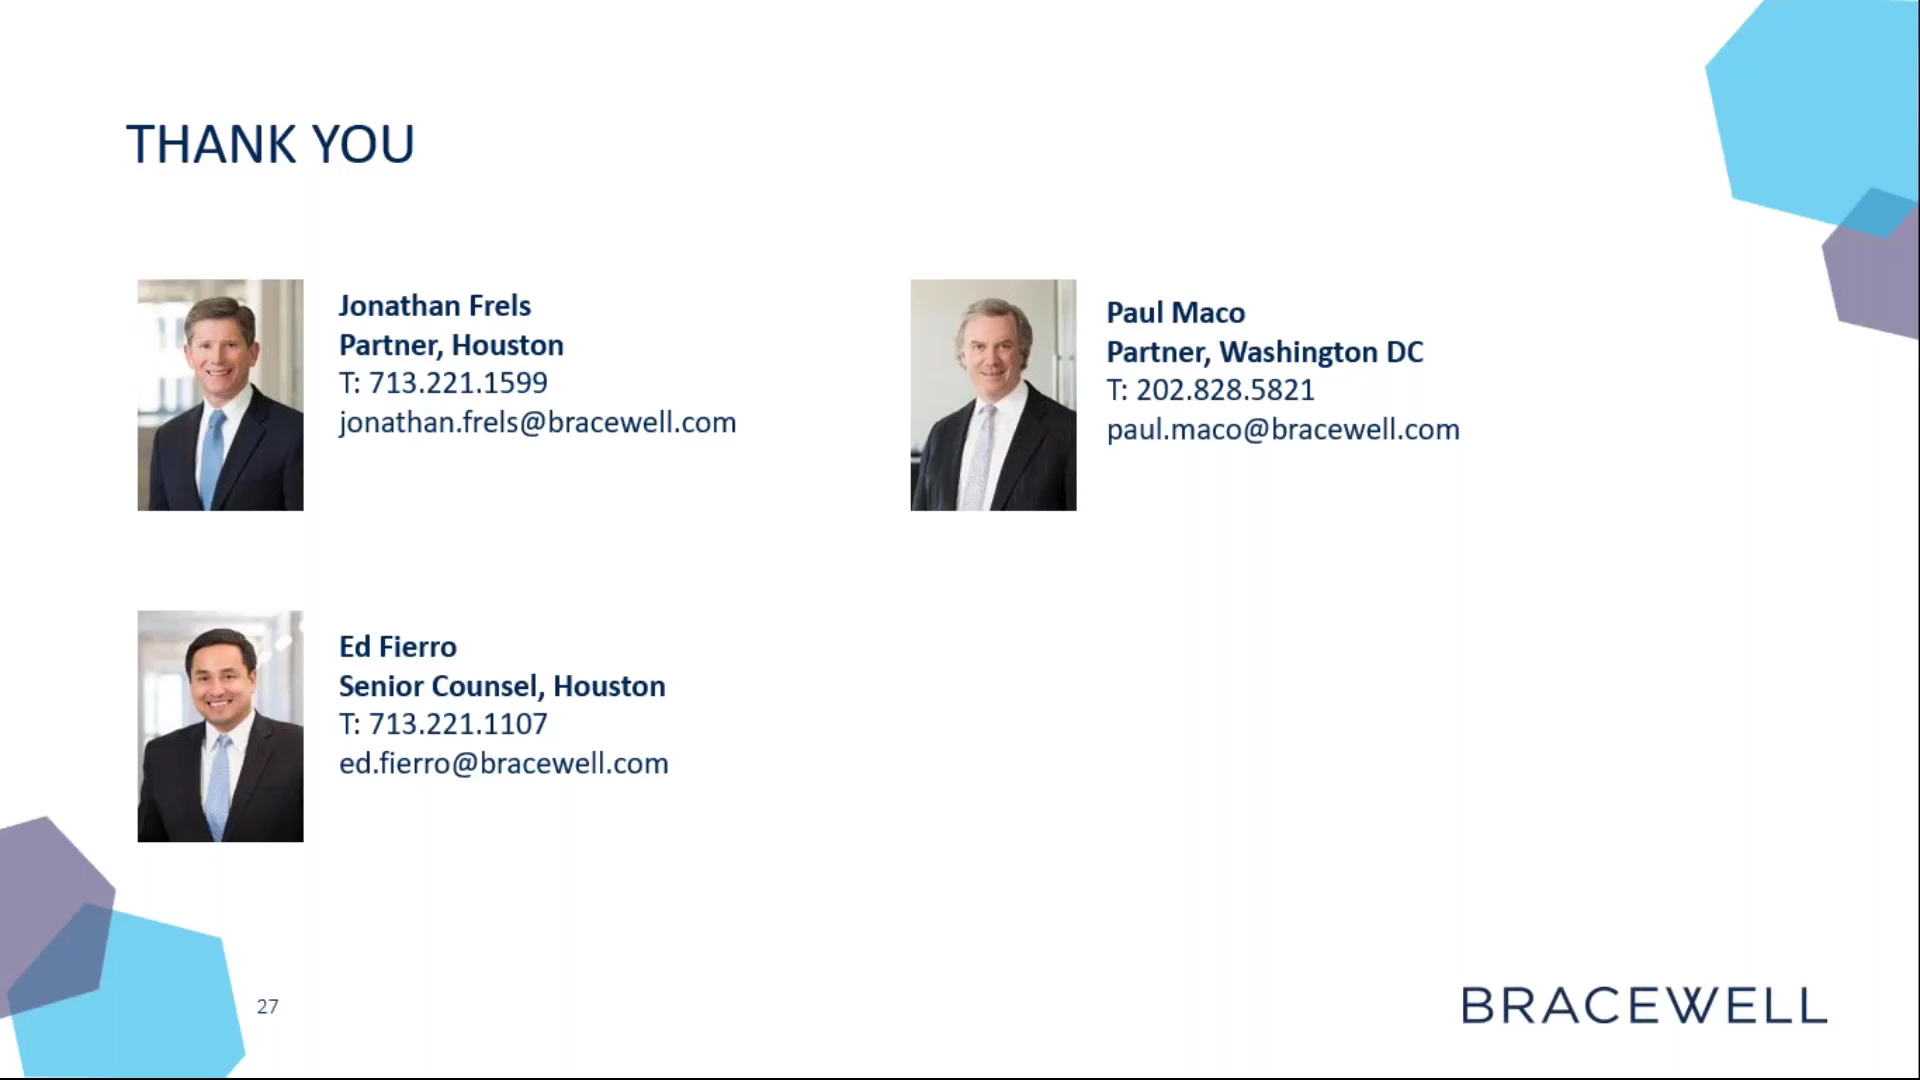 THANK YOU
Jonathan Frels
Partner, Houston
T: 713.221.1599
jonathan.frels@bracewell.com
Paul Maco
Partner, Washington DC
T: 202.828.5821
paul.maco@bracewell.com
Ed Fierro
Senior Counsel, Houston
T: 713.221.1107
ed.fierro@bracewell.com
27
BRACEWELL